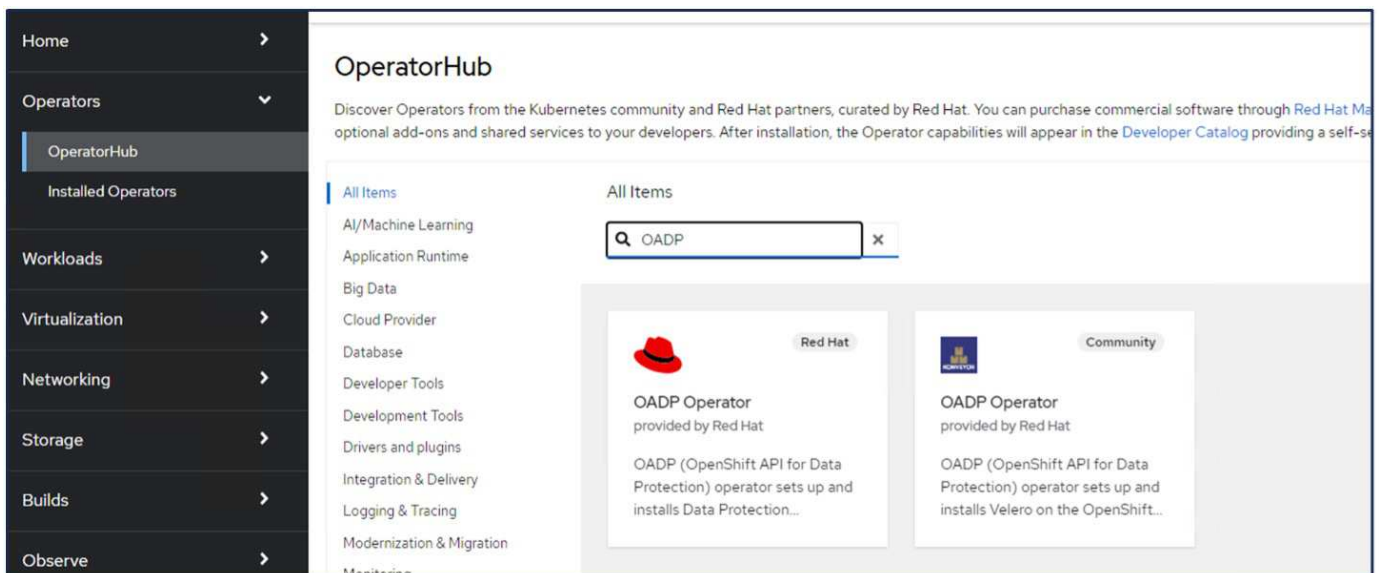 Home
Operators
OperatorHub
Installed Operators
Workloads
Virtualization
Networking
Storage
Builds
Observe
OperatorHub
Discover Operators from the Kubernetes community and Red Hat partners, curated by Red Hat. You can purchase commercial software through Red Hat Ma
optional add-ons and shared services to your developers. After installation, the Operator capabilities will appear in the Developer Catalog providing a self-se
All Items
AI/Machine Learning
Application Runtime
Big Data
Cloud Provider
Database
Developer Tools
Development Tools
Drivers and plugins
Integration & Delivery
Logging & Tracing
Modernization & Migration
Monitoring
All Items
OADP
Red Hat
OADP Operator
provided by Red Hat
OADP (OpenShift API for Data
Protection) operator sets up and
installs Data Protection...
Community
KONVEYOR
OADP Operator
provided by Red Hat
OADP (OpenShift API for Data
Protection) operator sets up and
installs Velero on the OpenShift...